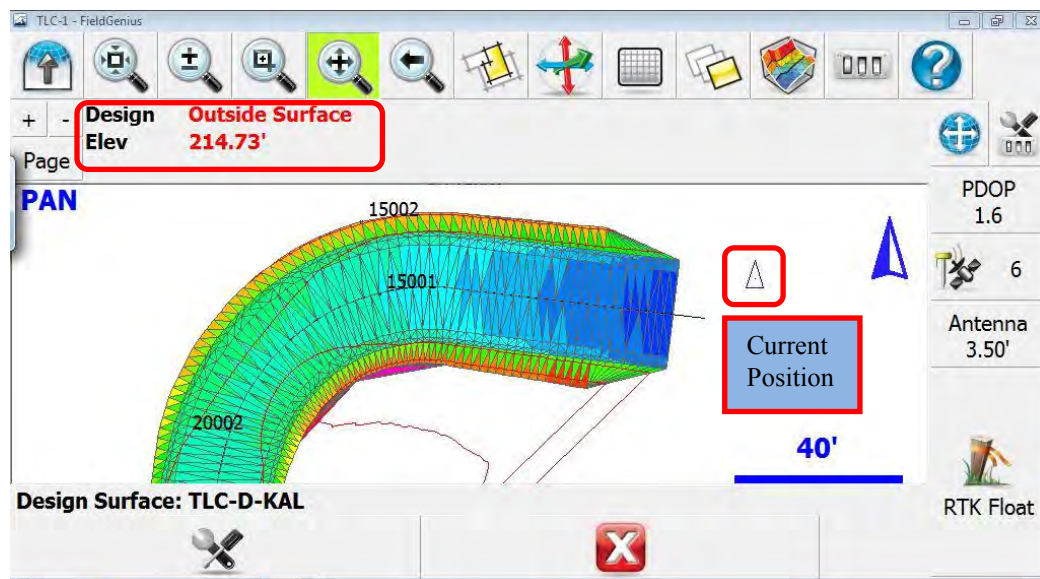 TLC-1 - FieldGenius
+ - Design Outside Surface
Elev 214.73'
Page
PAN
15002
15001
20002
Current
Position
40'
PDOP
1.6
6
Antenna
3.50'
RTK Float
Design Surface: TLC-D-KAL